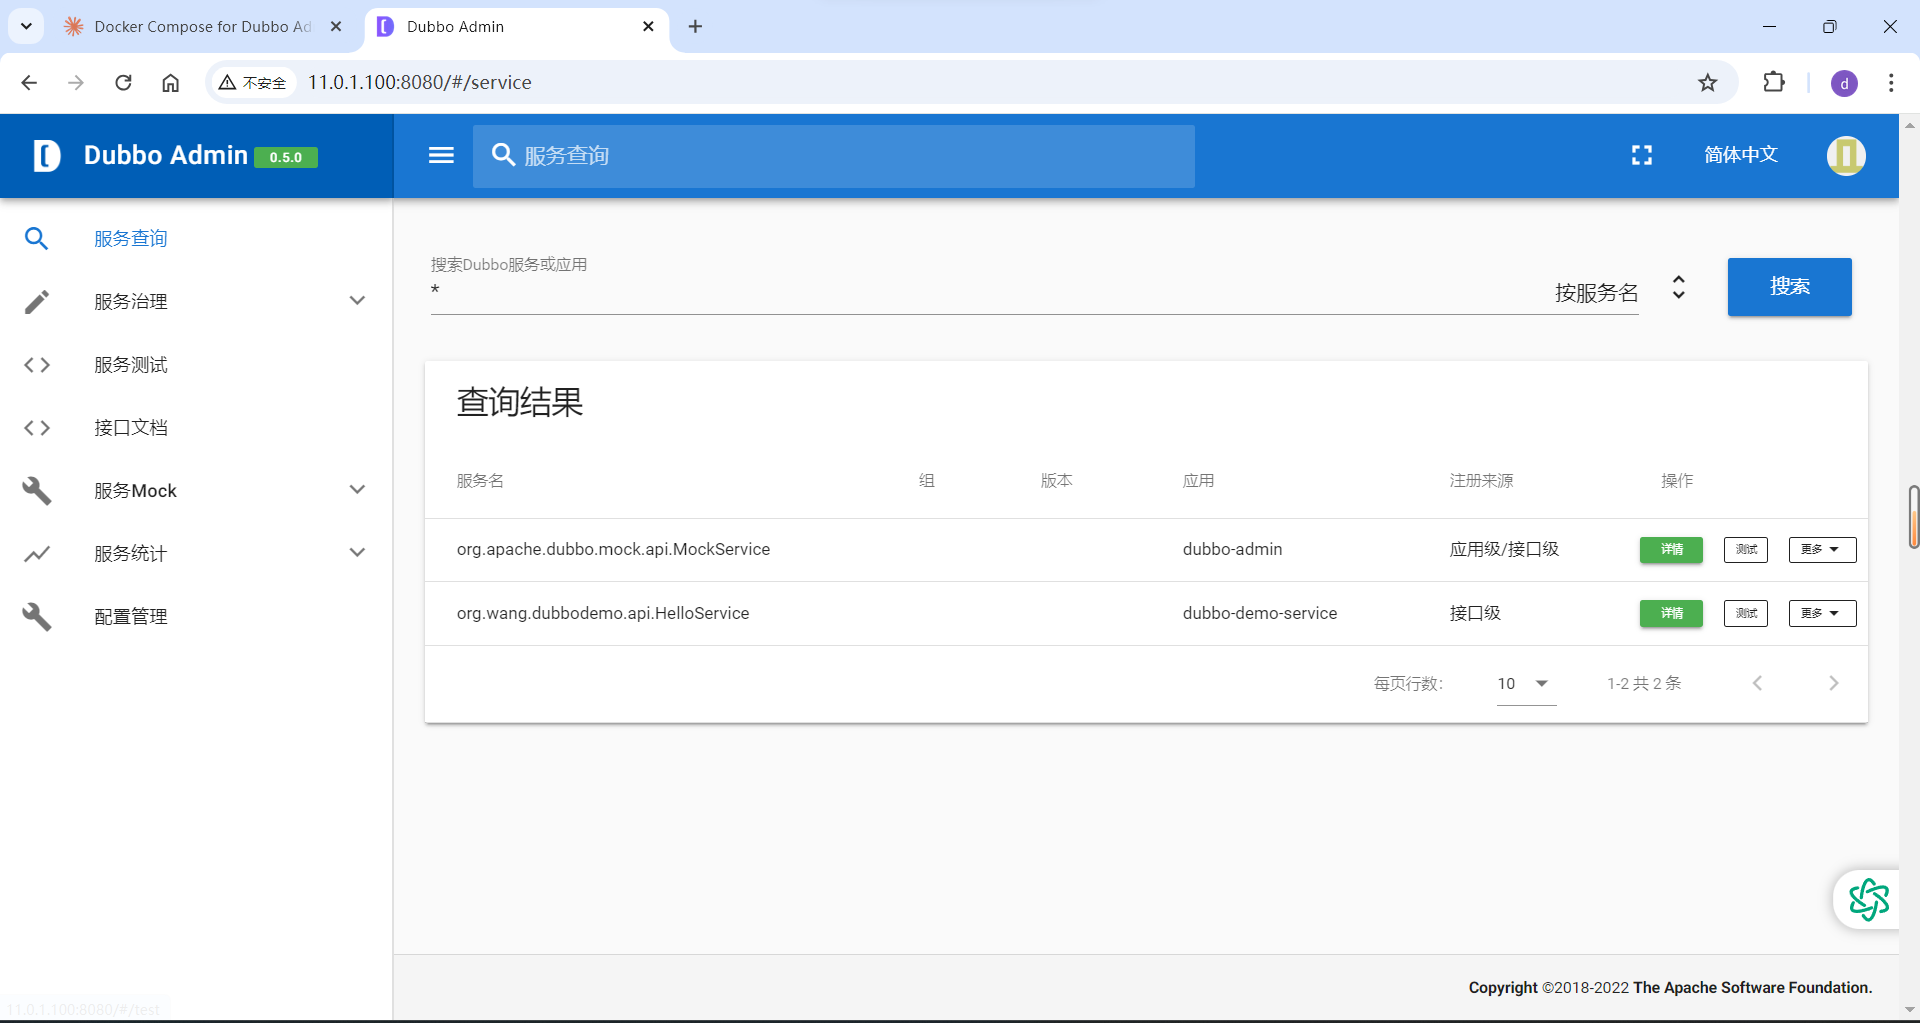 Docker Compose for Dubbo Ad
Dubbo Admin
不安全
11.0.1.100:8080/#/service
d
Dubbo Admin 0.5.0
服务查询
简体中文
服务查询
服务治理
服务测试
接口文档
服务Mock
服务统计
配置管理
搜索Dubbo服务或应用
*
按服务名
搜索
查询结果
服务名 组 版本 应用 注册来源 操作
org.apache.dubbo.mock.api.MockService dubbo-admin 应用级/接口级 详情 测试 更多
org.wang.dubbodemo.api.HelloService dubbo-demo-service 接口级 详情 测试 更多
每页行数: 10 1-2 共 2 条
Copyright ©2018-2022 The Apache Software Foundation.
11.0.1.100:8080/#/test